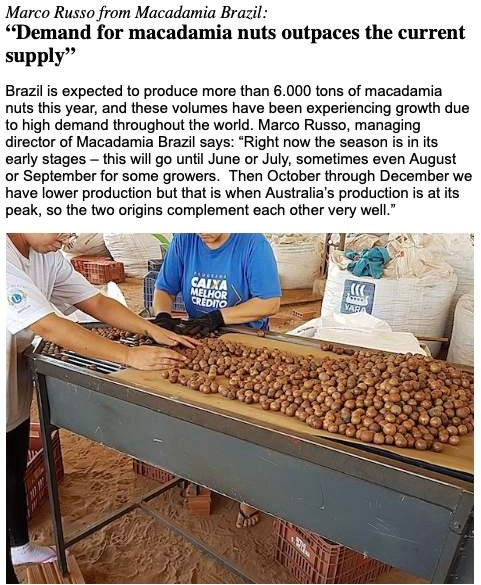 Marco Russo from Macadamia Brazil:
“Demand for macadamia nuts outpaces the current
supply”
Brazil is expected to produce more than 6.000 tons of macadamia
nuts this year, and these volumes have been experiencing growth due
to high demand throughout the world. Marco Russo, managing
director of Macadamia Brazil says: “Right now the season is in its
early stages – this will go until June or July, sometimes even August
or September for some growers.  Then October through December we
have lower production but that is when Australia’s production is at its
peak, so the two origins complement each other very well.”
CAIXA
MELHOR
CRÉDITO
YARA